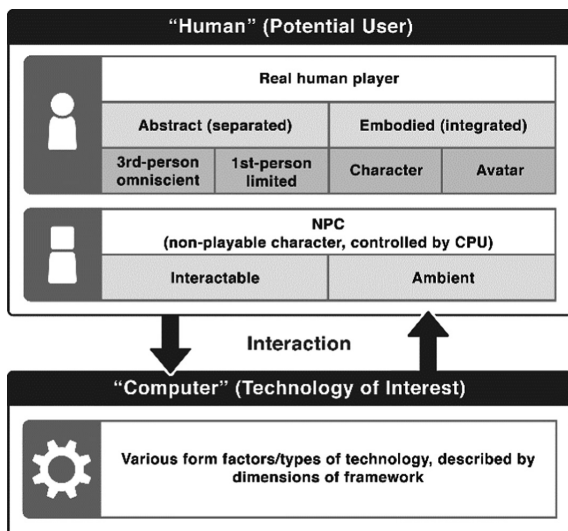 “Human” (Potential User)
Real human player
Abstract (separated)
Embodied (integrated)
3rd-person
omniscient
1st-person
limited
Character
Avatar
NPC
(non-playable character, controlled by CPU)
Interactable
Ambient
Interaction
“Computer” (Technology of Interest)
Various form factors/types of technology, described by
dimensions of framework